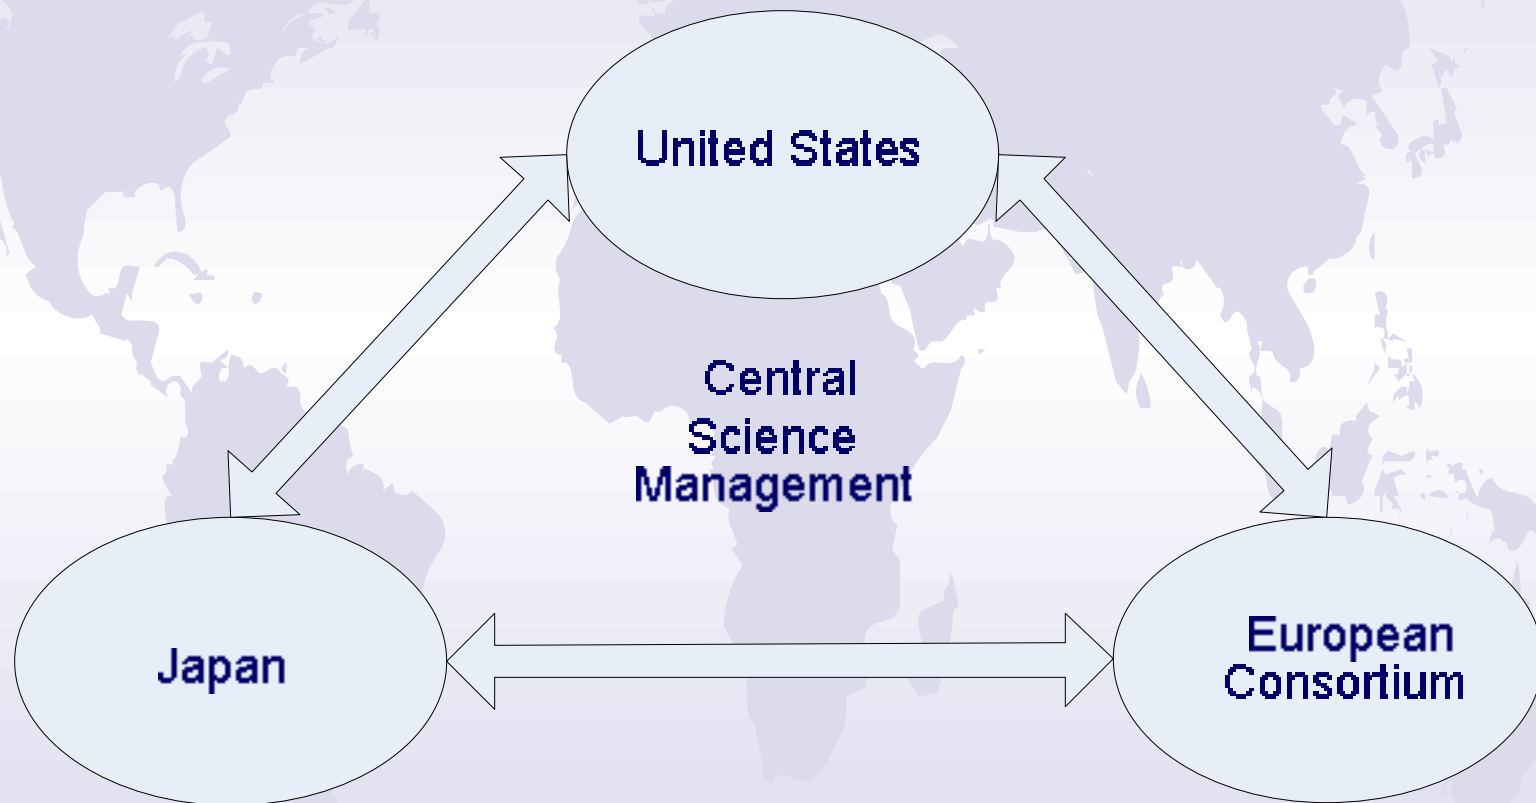 United States
Central
Science
Management
Japan
European
Consortium